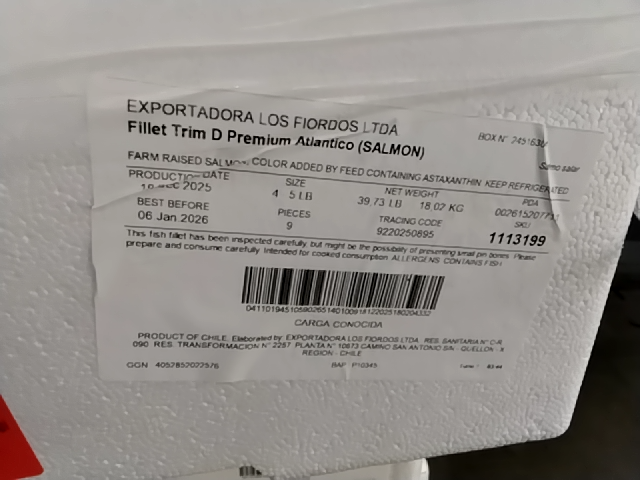 EXPORTADORA LOS FIORDOS LTDA
Fillet Trim D Premium Atlantico (SALMON)
BOX N°
Salmo salar
FARM RAISED SALMON COLOR ADDED BY FEED CONTAINING ASTAXANTHIN KEEP REFRIGERATED
PRODUCTION DATE SIZE NET WEIGHT PDA
2025 4 5 LB 39.73 LB 18.02 KG
BEST BEFORE PIECES TRACING CODE SKU
06 Jan 2026 9 9220250895 1113199
This fish fillet has been inspected carefully but might be the possibility of presenting small pin bones. Please
prepare and consume carefully. Intended for cooked consumption. ALLERGENS: CONTAINS FISH
CARGA CONOCIDA
PRODUCT OF CHILE. Elaborated by: EXPORTADORA LOS FIORDOS LTDA. RES. SANITARIA N° C-R
090 RES. TRANSFORMACION N° 2257 PLANTA N° 10673 CAMINO SAN ANTONIO S/N - QUELLON - X
REGION - CHILE
GGN 4052852022576 BAP P10345